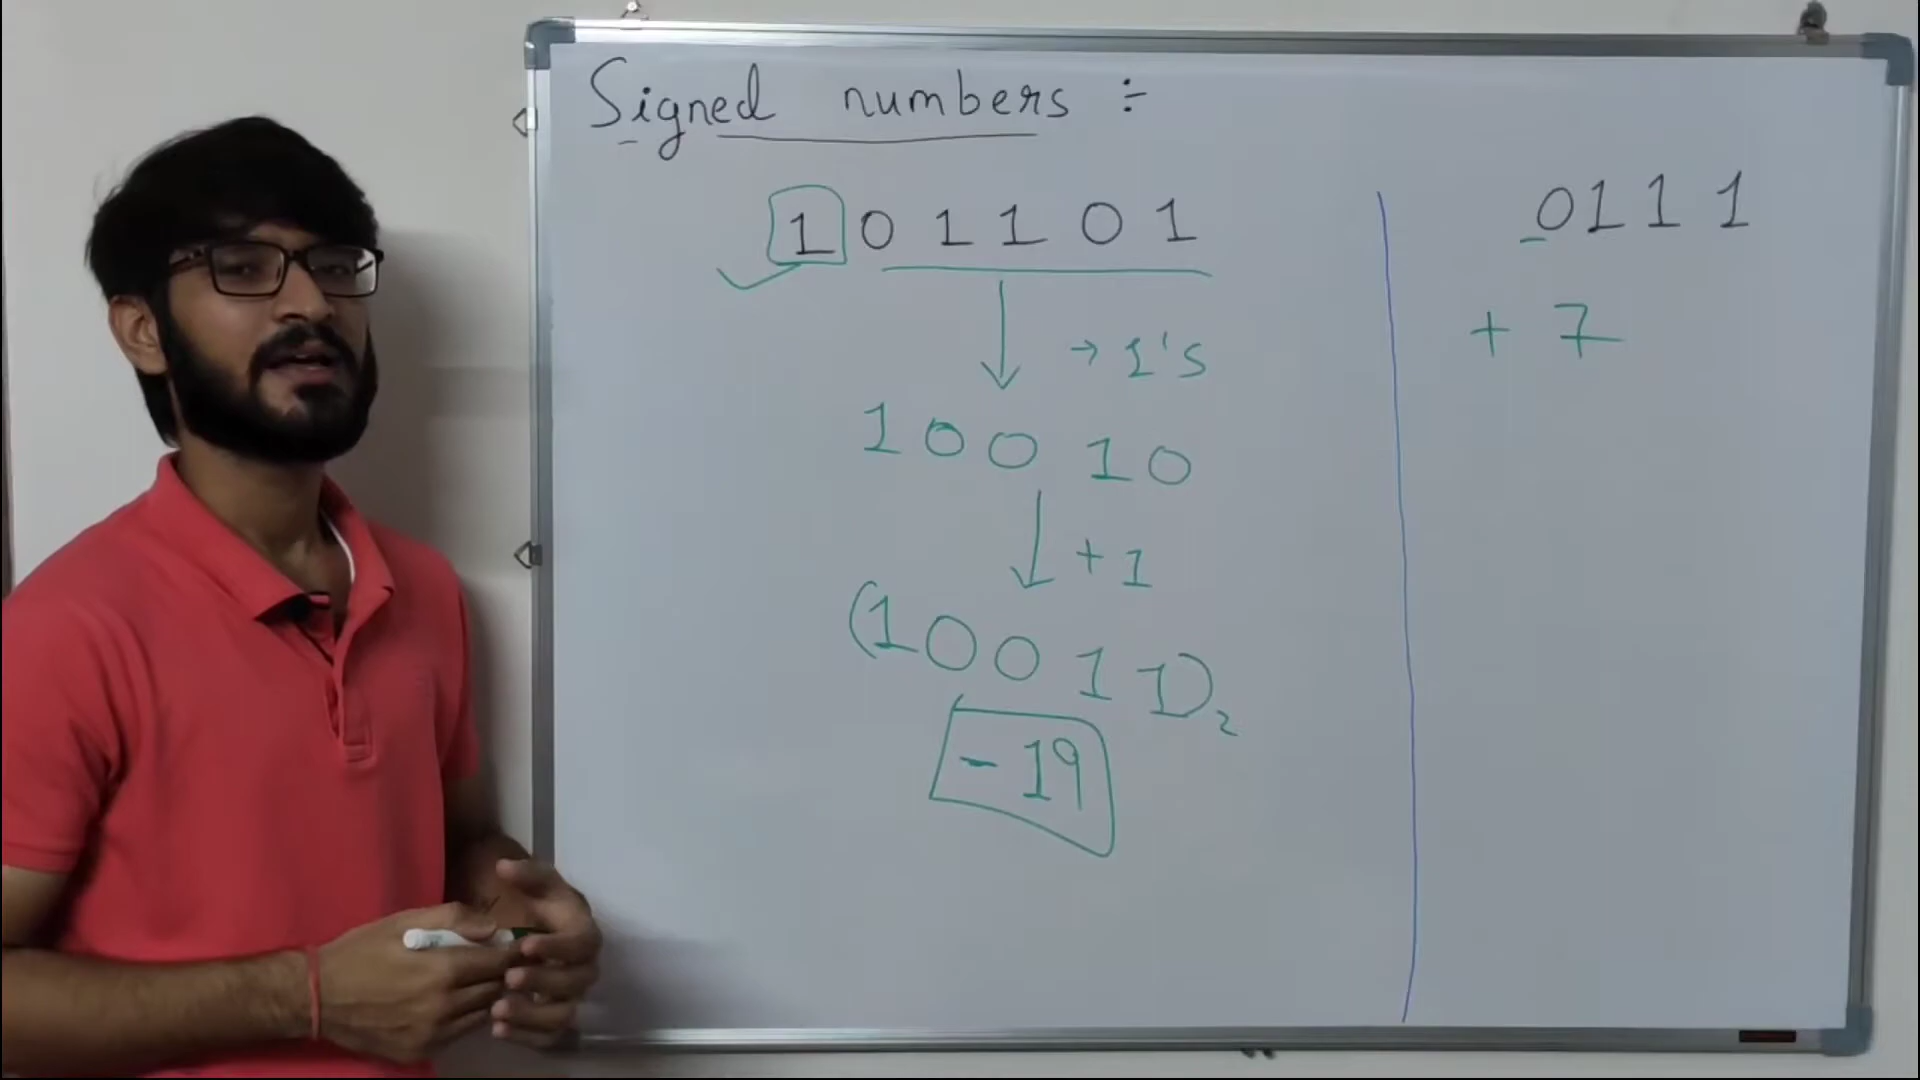 Signed numbers ÷
1 0 1 1 0 1
→ 1's
1 0 0 1 0
+ 1
(1 0 0 1 1)₂
- 19
0 1 1 1
+ 7